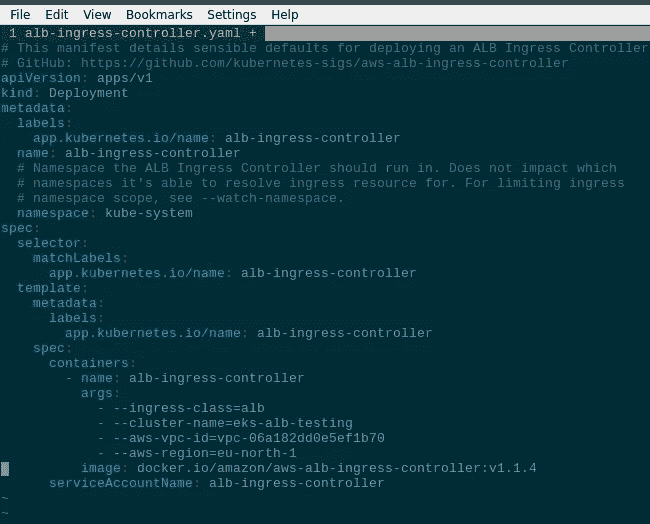 File Edit View Bookmarks Settings Help
1 alb-ingress-controller.yaml +
# This manifest details sensible defaults for deploying an ALB Ingress Controller
# GitHub: https://github.com/kubernetes-sigs/aws-alb-ingress-controller
apiVersion: apps/v1
kind: Deployment
metadata:
  labels:
    app.kubernetes.io/name: alb-ingress-controller
  name: alb-ingress-controller
  # Namespace the ALB Ingress Controller should run in. Does not impact which
  # namespaces it's able to resolve ingress resource for. For limiting ingress
  # namespace scope, see --watch-namespace.
  namespace: kube-system
spec:
  selector:
    matchLabels:
      app.kubernetes.io/name: alb-ingress-controller
  template:
    metadata:
      labels:
        app.kubernetes.io/name: alb-ingress-controller
    spec:
      containers:
        - name: alb-ingress-controller
          args:
            - --ingress-class=alb
            - --cluster-name=eks-alb-testing
            - --aws-vpc-id=vpc-06a182dd0e5ef1b70
            - --aws-region=eu-north-1
          image: docker.io/amazon/aws-alb-ingress-controller:v1.1.4
      serviceAccountName: alb-ingress-controller
~
~